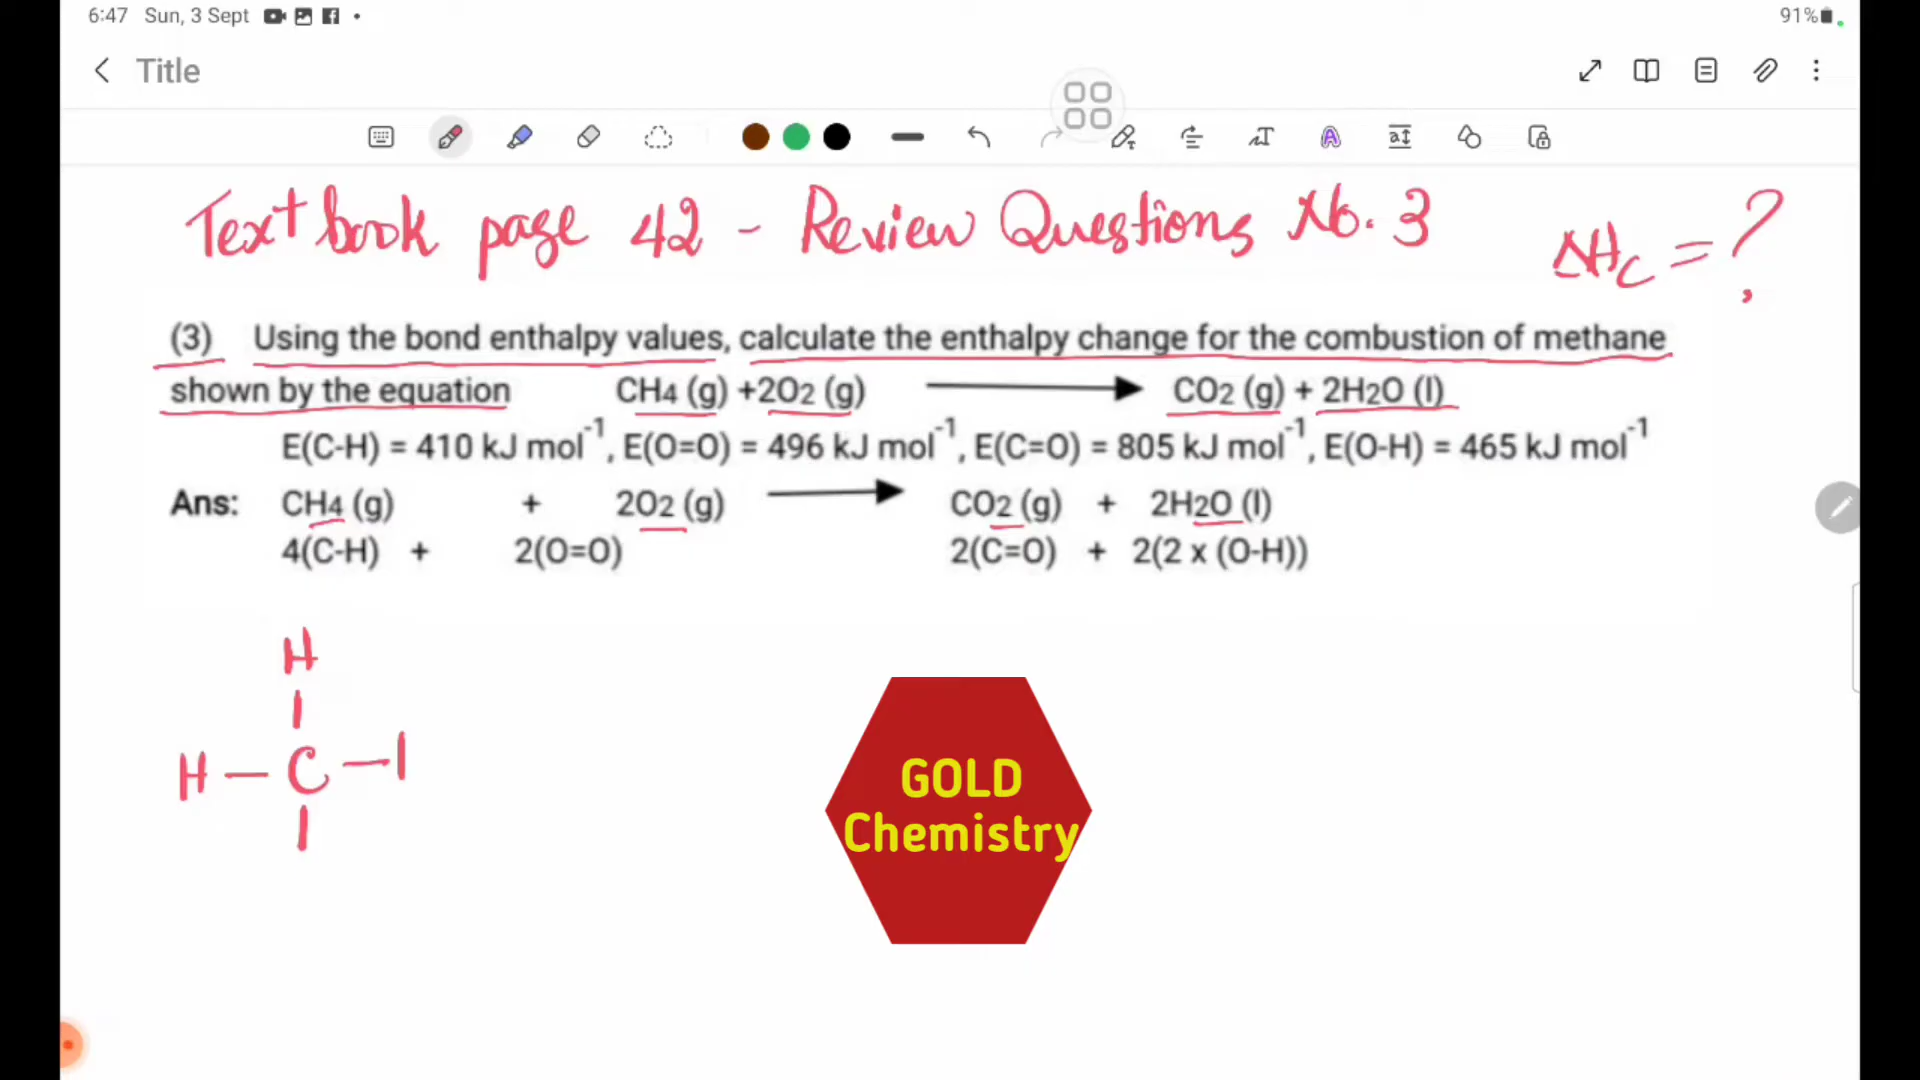 6:47 Sun, 3 Sept
91%
Title
Text book page 42 - Review Questions No. 3
ΔHc = ?
(3) Using the bond enthalpy values, calculate the enthalpy change for the combustion of methane
shown by the equation CH4 (g) +2O2 (g) ⟶ CO2 (g) + 2H2O (l)
E(C-H) = 410 kJ mol-1, E(O=O) = 496 kJ mol-1, E(C=O) = 805 kJ mol-1, E(O-H) = 465 kJ mol-1
Ans: CH4 (g) + 2O2 (g) ⟶ CO2 (g) + 2H2O (l)
4(C-H) + 2(O=O) 2(C=O) + 2(2 x (O-H))
H
H — C —
GOLD
Chemistry